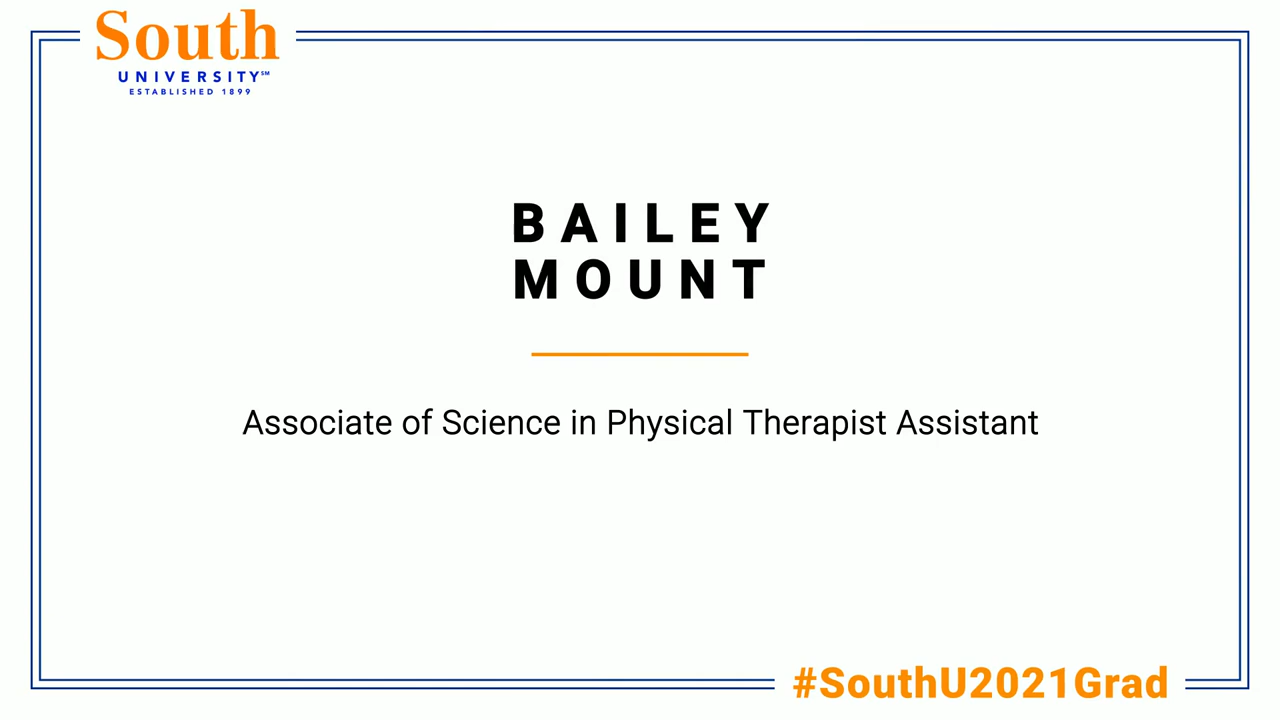 South
UNIVERSITY℠
ESTABLISHED 1899
BAILEY
MOUNT
Associate of Science in Physical Therapist Assistant
#SouthU2021Grad